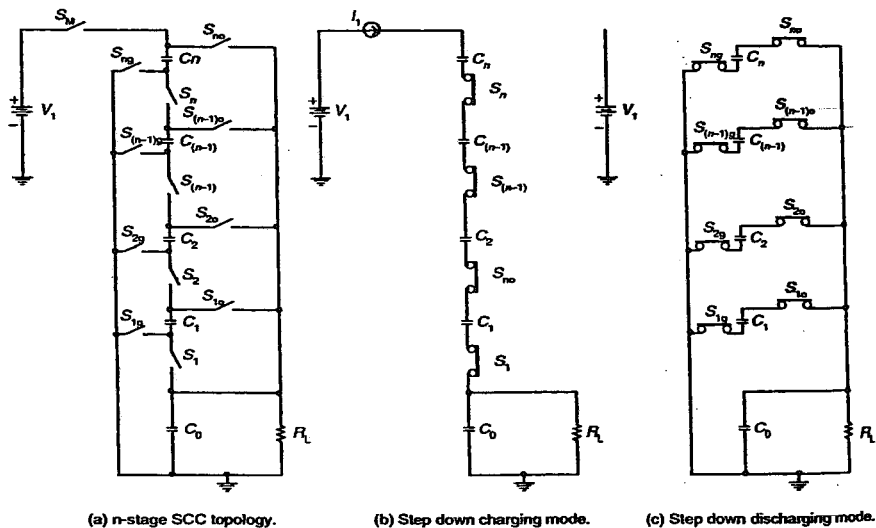 S_M
S_no
C_n
S_ng
S_n
V_1
S_(n-1)o
S_(n-1)g
C_(n-1)
S_(n-1)
S_2o
S_2g
C_2
S_2
S_1o
S_1g
C_1
S_1
C_0
R_L
(a) n-stage SCC topology.
I_1
V_1
C_n
S_n
C_(n-1)
S_(n-1)
C_2
S_no
C_1
S_1
C_0
R_L
(b) Step down charging mode.
V_1
S_no
S_ng
C_n
S_(n-1)o
S_(n-1)g
C_(n-1)
S_2o
S_2g
C_2
S_1o
S_1g
C_1
C_0
R_L
(c) Step down discharging mode.